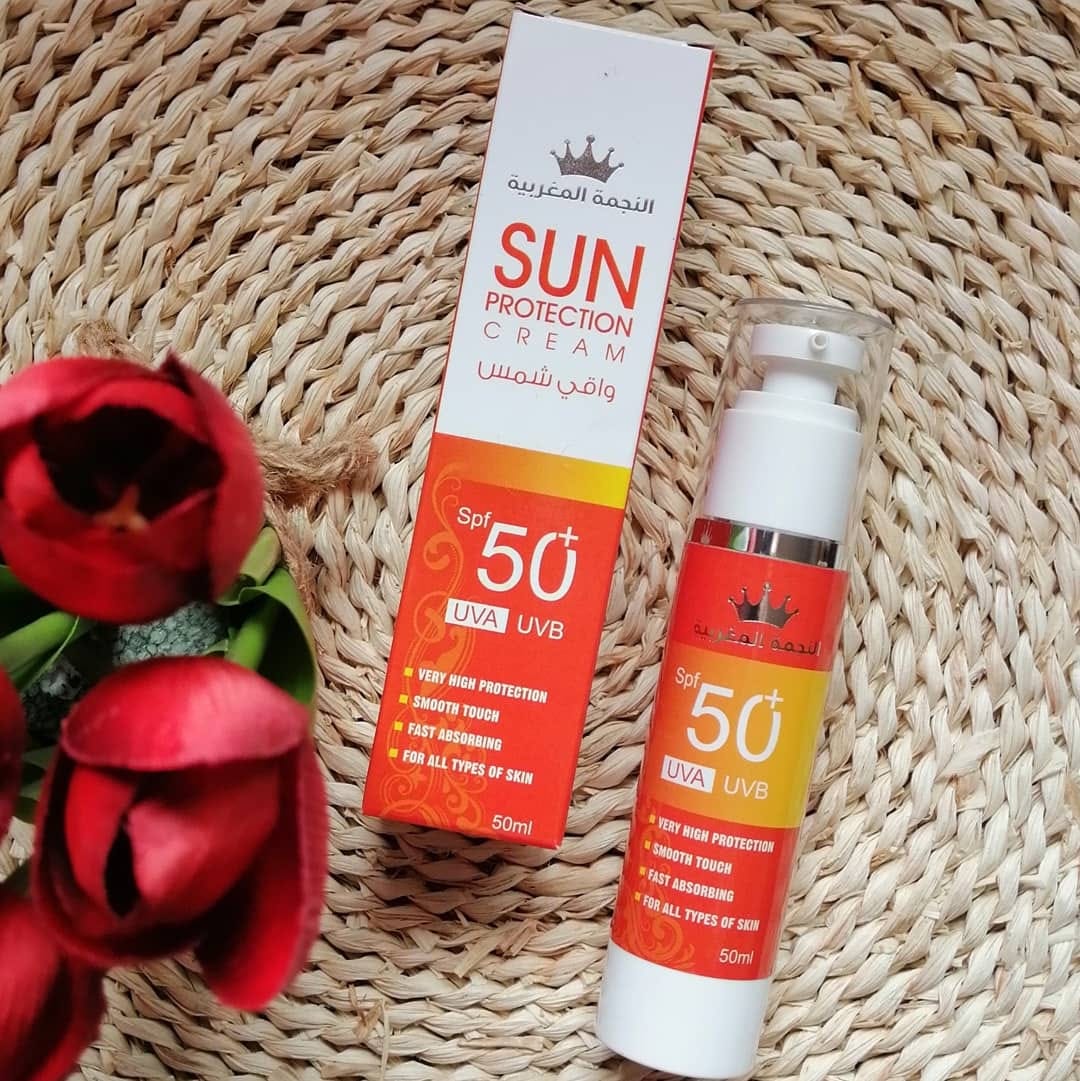 النجمة المغربية
SUN
PROTECTION
CREAM
واقي شمس
Spf 50+
UVA UVB
VERY HIGH PROTECTION
SMOOTH TOUCH
FAST ABSORBING
FOR ALL TYPES OF SKIN
50ml
النجمة المغربية
Spf 50+
UVA UVB
VERY HIGH PROTECTION
SMOOTH TOUCH
FAST ABSORBING
FOR ALL TYPES OF SKIN
50ml